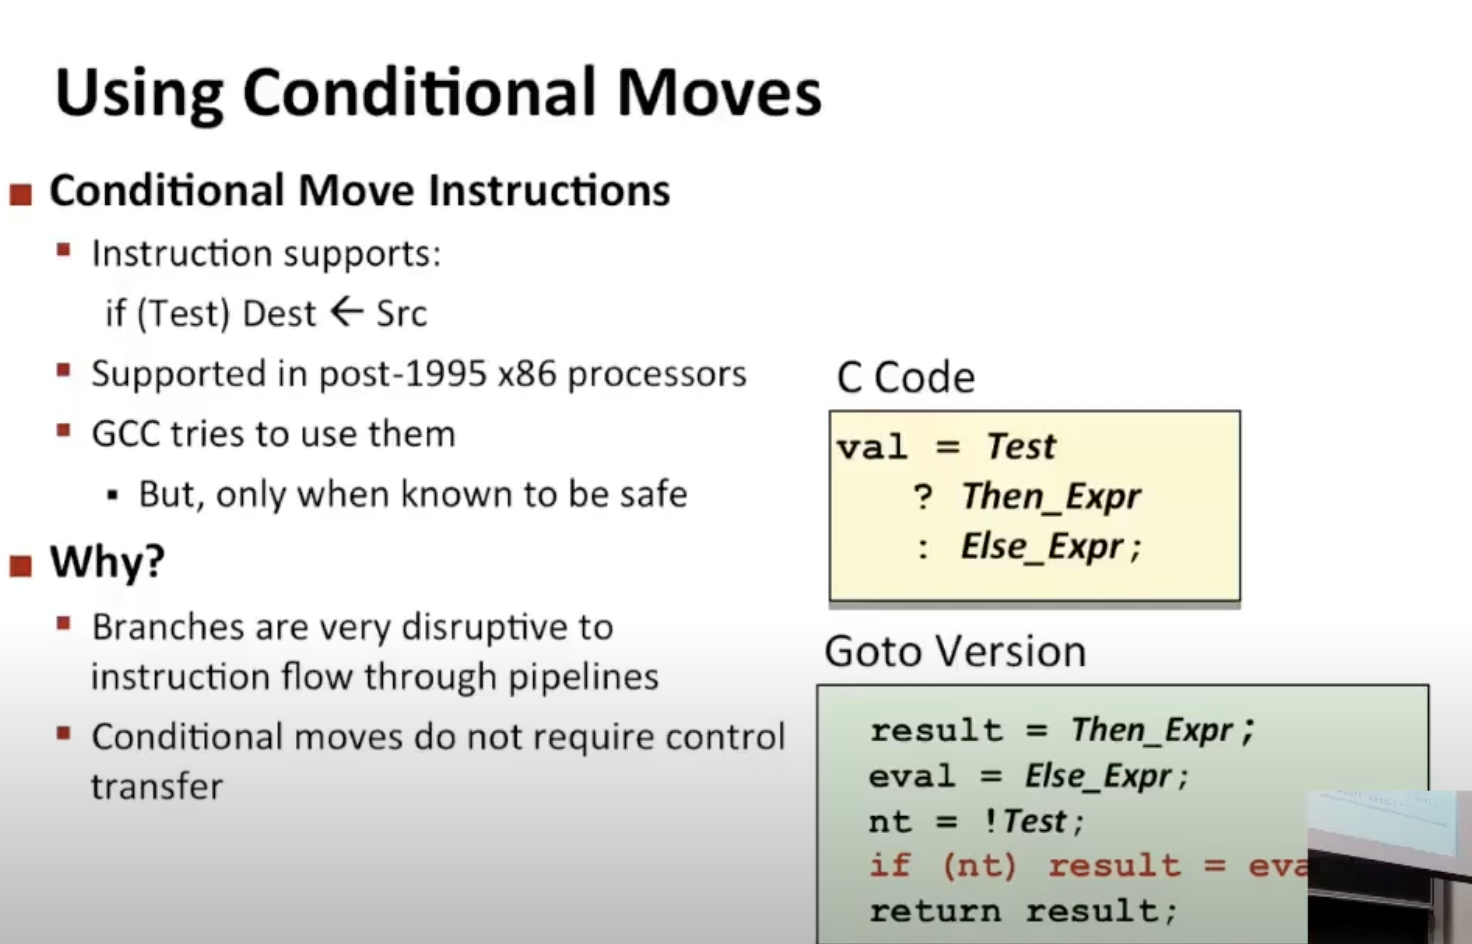 Using Conditional Moves
Conditional Move Instructions
Instruction supports:
if (Test) Dest ← Src
Supported in post-1995 x86 processors
GCC tries to use them
But, only when known to be safe
Why?
Branches are very disruptive to
instruction flow through pipelines
Conditional moves do not require control
transfer
C Code
val = Test
? Then_Expr
: Else_Expr;
Goto Version
result = Then_Expr;
eval = Else_Expr;
nt = !Test;
if (nt) result =
return result;